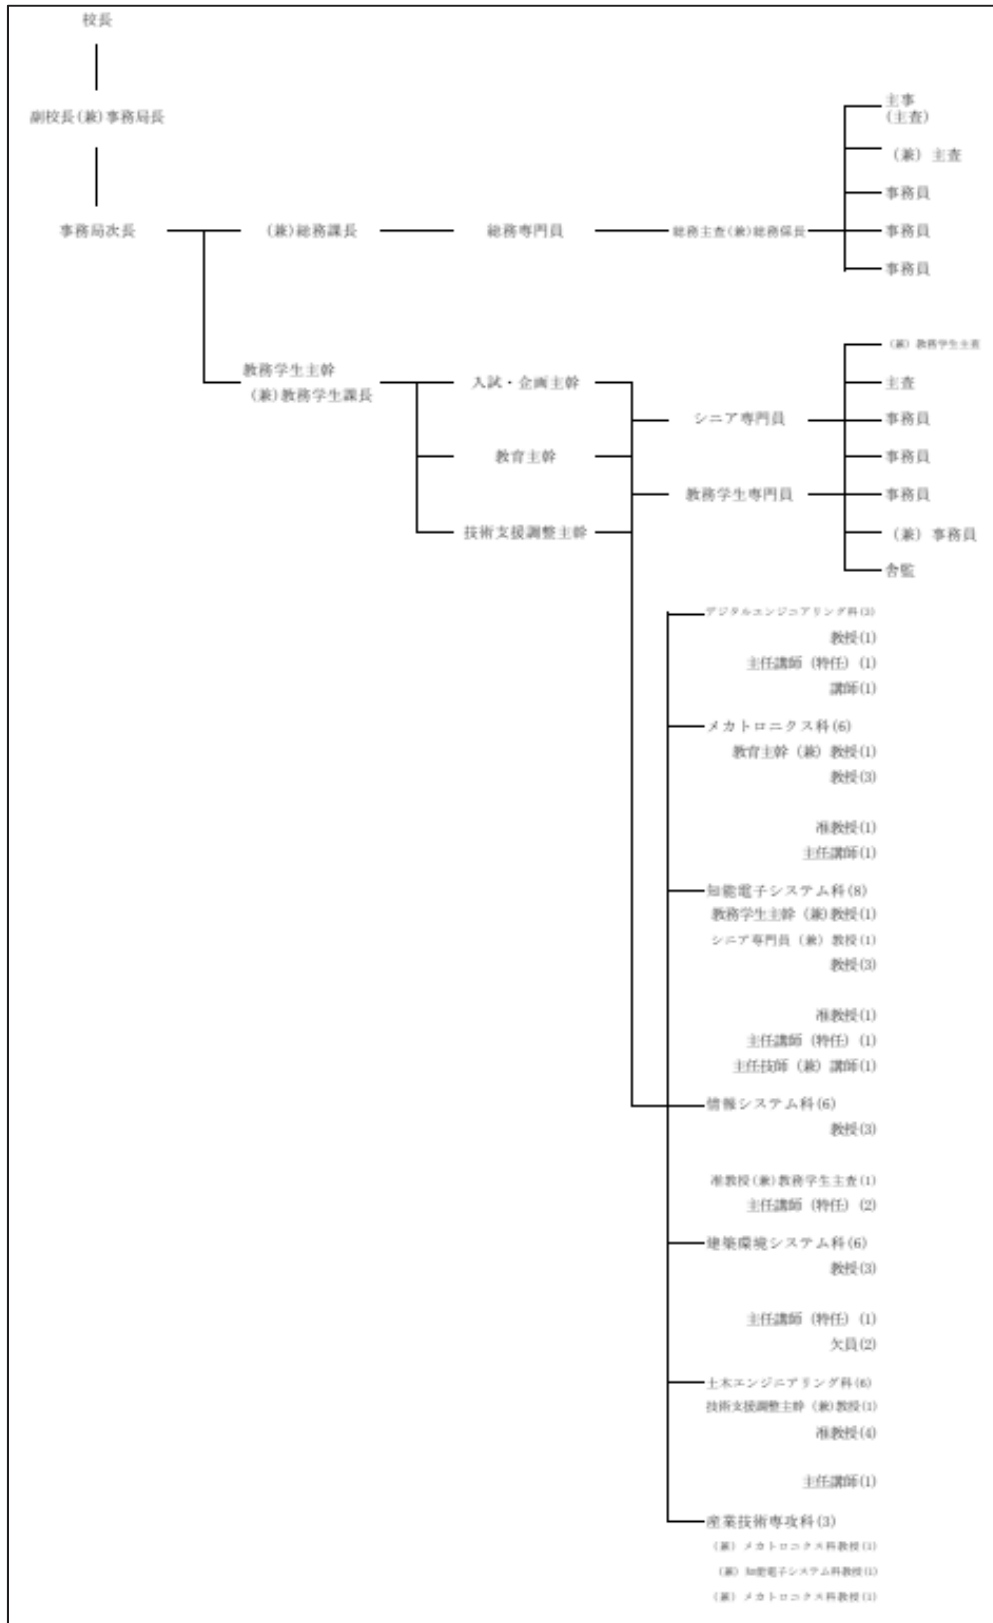 校長
副校長(兼)事務局長
事務局次長
(兼)総務課長
総務専門員
総務主査(兼)総務係長
主事
(主査)
(兼) 主査
事務員
事務員
事務員
教務学生主幹
(兼)教務学生課長
入試・企画主幹
教育主幹
技術支援調整主幹
シニア専門員
教務学生専門員
(兼) 教務学生主査
主査
事務員
事務員
事務員
(兼) 事務員
舎監
デジタルエンジニアリング科(3)
教授(1)
主任講師 (特任) (1)
講師(1)
メカトロニクス科(6)
教育主幹 (兼) 教授(1)
教授(3)
准教授(1)
主任講師(1)
知能電子システム科(8)
教務学生主幹 (兼)教授(1)
シニア専門員 (兼) 教授(1)
教授(3)
准教授(1)
主任講師 (特任) (1)
主任技師 (兼) 講師(1)
情報システム科(6)
教授(3)
准教授(兼)教務学生主査(1)
主任講師 (特任) (2)
建築環境システム科(6)
教授(3)
主任講師 (特任) (1)
欠員(2)
土木エンジニアリング科(6)
技術支援調整主幹 (兼)教授(1)
准教授(4)
主任講師(1)
産業技術専攻科(3)
(兼) メカトロニクス科教授(1)
(兼) 知能電子システム科教授(1)
(兼) メカトロニクス科教授(1)